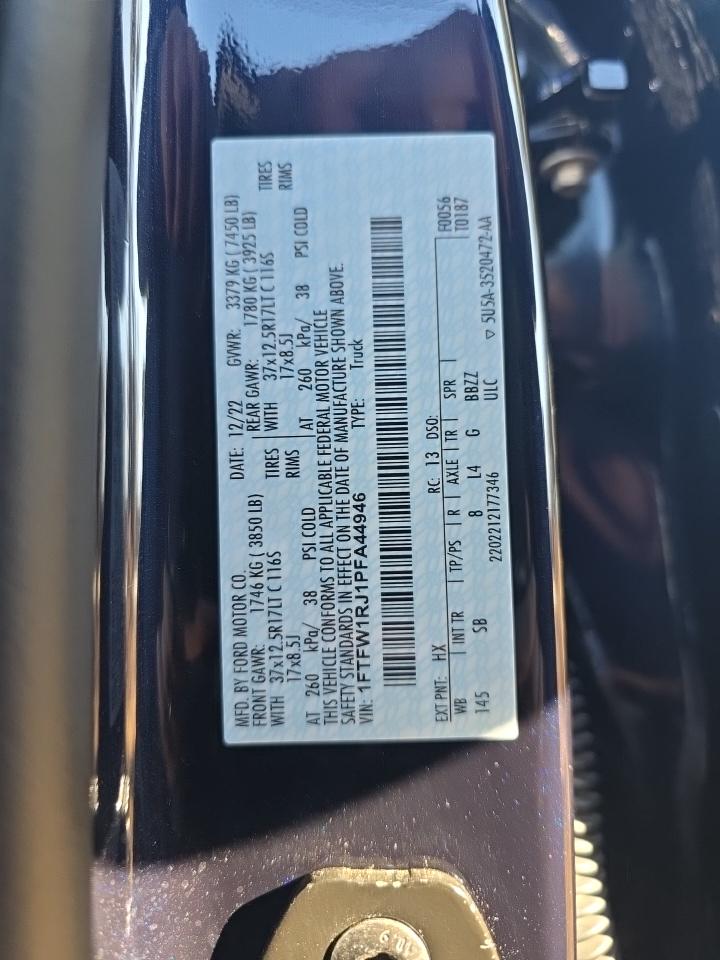 MFD. BY FORD MOTOR CO. DATE: 12/22 GVWR: 3379 KG ( 7450 LB)
FRONT GAWR: 1746 KG ( 3850 LB) REAR GAWR: 1780 KG ( 3925 LB)
WITH 37x12.5R17LT C 116S TIRES WITH 37x12.5R17LT C 116S TIRES
17x8.5J RIMS 17x8.5J RIMS
AT 260 kPa/ 38 PSI COLD AT 260 kPa/ 38 PSI COLD
THIS VEHICLE CONFORMS TO ALL APPLICABLE FEDERAL MOTOR VEHICLE
SAFETY STANDARDS IN EFFECT ON THE DATE OF MANUFACTURE SHOWN ABOVE.
VIN: 1FTFW1RJ1PFA44946 TYPE: Truck
EXT PNT: HX RC: 13 DSO: F0056
WB INT TR TP/PS R AXLE TR SPR T0187
145 SB 8 L4 G BBZZ
2202212177346 ULC ▽ 5U5A-3520472-AA
10.9